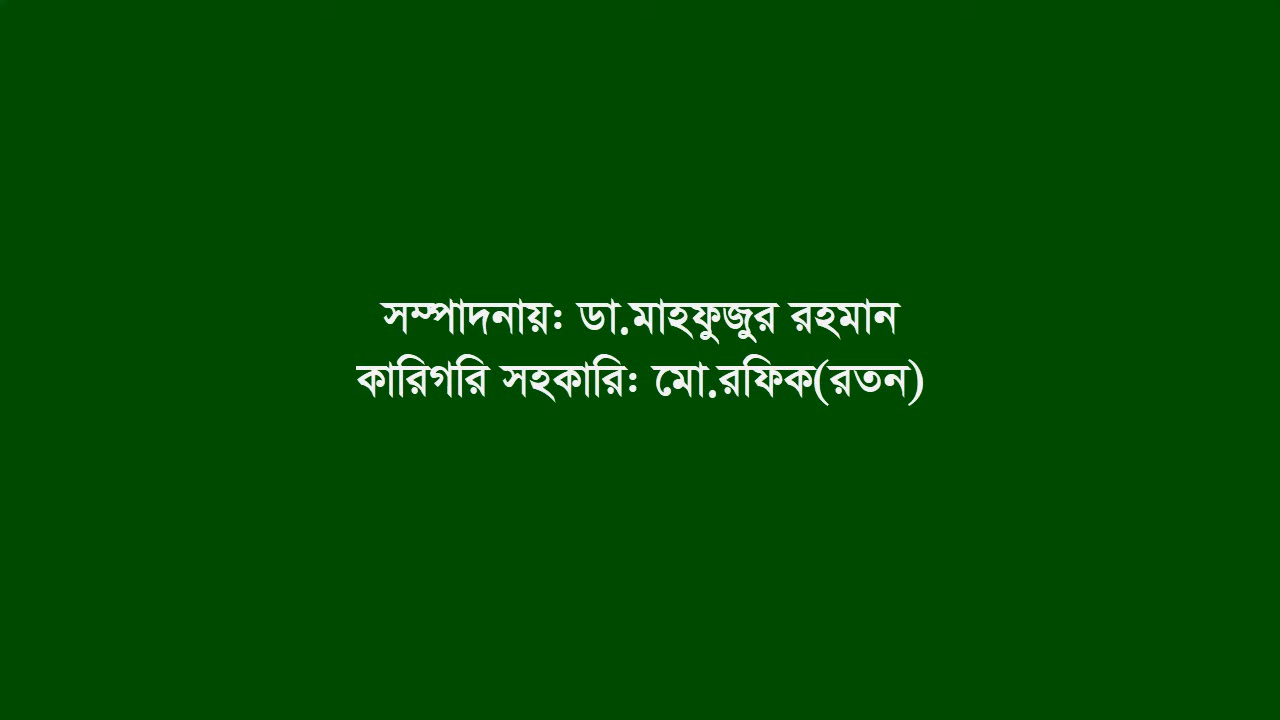 সম্পাদনায়: ডা.মাহফুজুর রহমান
কারিগরি সহকারি: মো.রফিক(রতন)